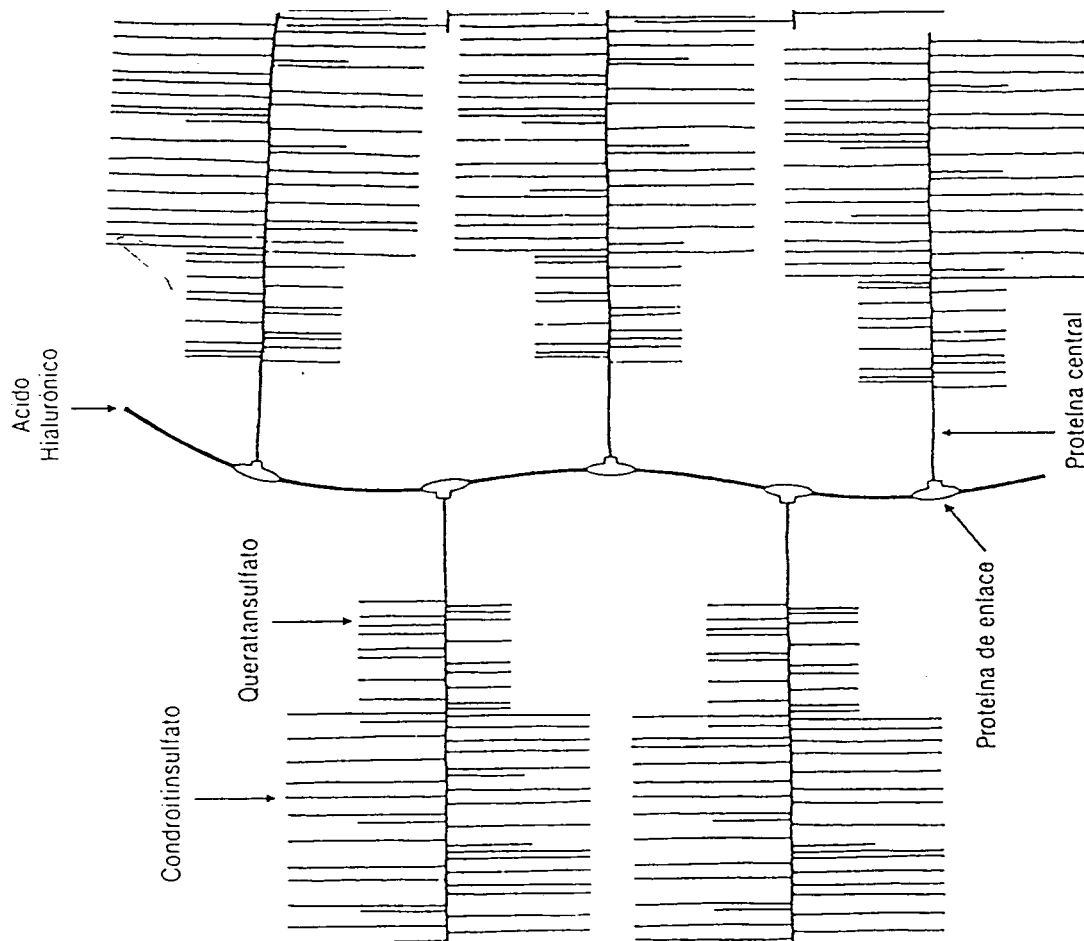 Acido
Hialurónico
Queratansulfato
Condroitinsulfato
Proteína central
Proteína de enlace